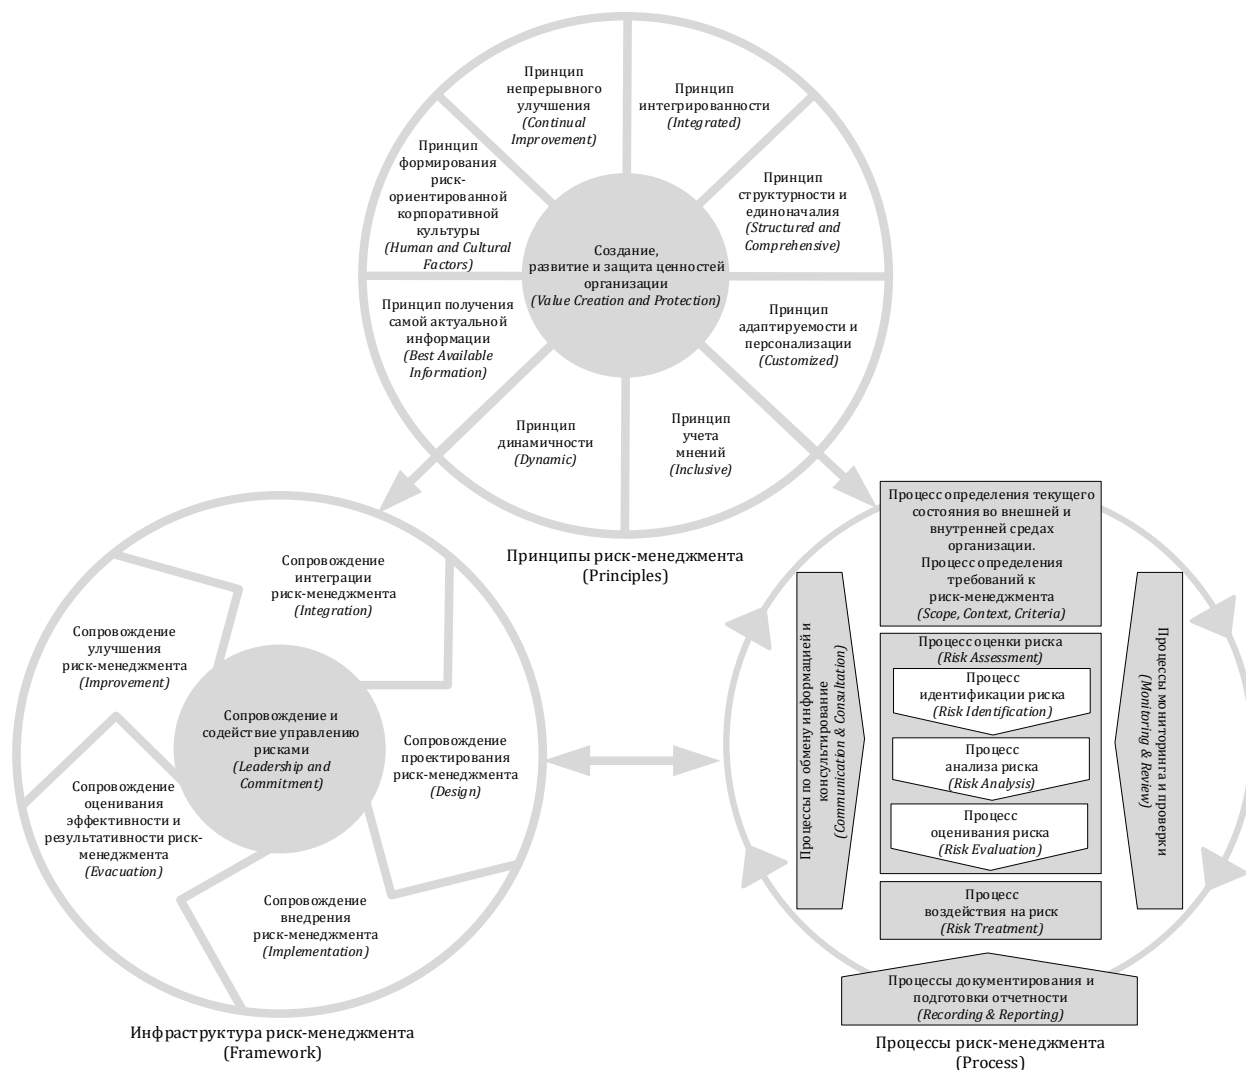 Принцип
непрерывного
улучшения
(Continual
Improvement)
Принцип
интегрированности
(Integrated)
Принцип
формирования
риск-
ориентированной
корпоративной
культуры
(Human and Cultural
Factors)
Принцип
структурности и
единоначалия
(Structured and
Comprehensive)
Создание,
развитие и защита ценностей
организации
(Value Creation and Protection)
Принцип получения
самой актуальной
информации
(Best Available
Information)
Принцип
адаптируемости и
персонализации
(Customized)
Принцип
динамичности
(Dynamic)
Принцип
учета
мнений
(Inclusive)
Принципы риск-менеджмента
(Principles)
Сопровождение
интеграции
риск-менеджмента
(Integration)
Сопровождение
улучшения
риск-менеджмента
(Improvement)
Сопровождение и
содействие управлению
рисками
(Leadership and
Commitment)
Сопровождение
проектирования
риск-менеджмента
(Design)
Сопровождение
оценивания
эффективности и
результативности риск-
менеджмента
(Evacuation)
Сопровождение
внедрения
риск-менеджмента
(Implementation)
Инфраструктура риск-менеджмента
(Framework)
Процесс определения текущего
состояния во внешней и
внутренней средах
организации.
Процесс определения
требований к
риск-менеджмента
(Scope, Context, Criteria)
Процессы по обмену информацией и
консультирование
(Communication & Consultation)
Процесс оценки риска
(Risk Assessment)
Процесс
идентификации риска
(Risk Identification)
Процесс
анализа риска
(Risk Analysis)
Процесс
оценивания риска
(Risk Evaluation)
Процесс
воздействия на риск
(Risk Treatment)
Процессы мониторинга и проверки
(Monitoring & Review)
Процессы документирования и
подготовки отчетности
(Recording & Reporting)
Процессы риск-менеджмента
(Process)